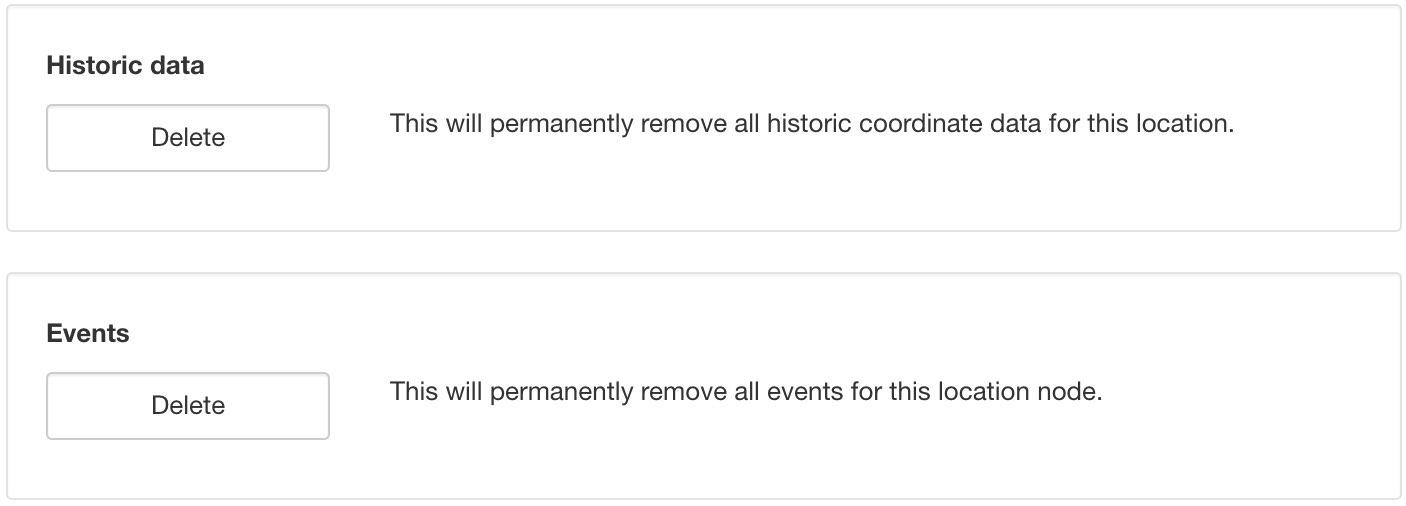 Historic data
Delete
This will permanently remove all historic coordinate data for this location.
Events
Delete
This will permanently remove all events for this location node.